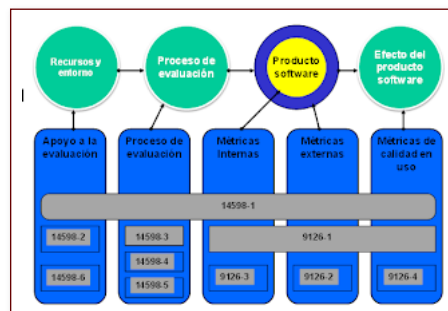 Recursos y
entorno
Proceso de
evaluación
Producto
software
Efecto del
producto
software
Apoyo a la
evaluación
Proceso de
evaluación
Métricas
Internas
Métricas
externas
Métricas de
calidad en
uso
14598-1
14598-2
14598-3
9126-1
14598-4
14598-6
14598-5
9126-3
9126-2
9126-4